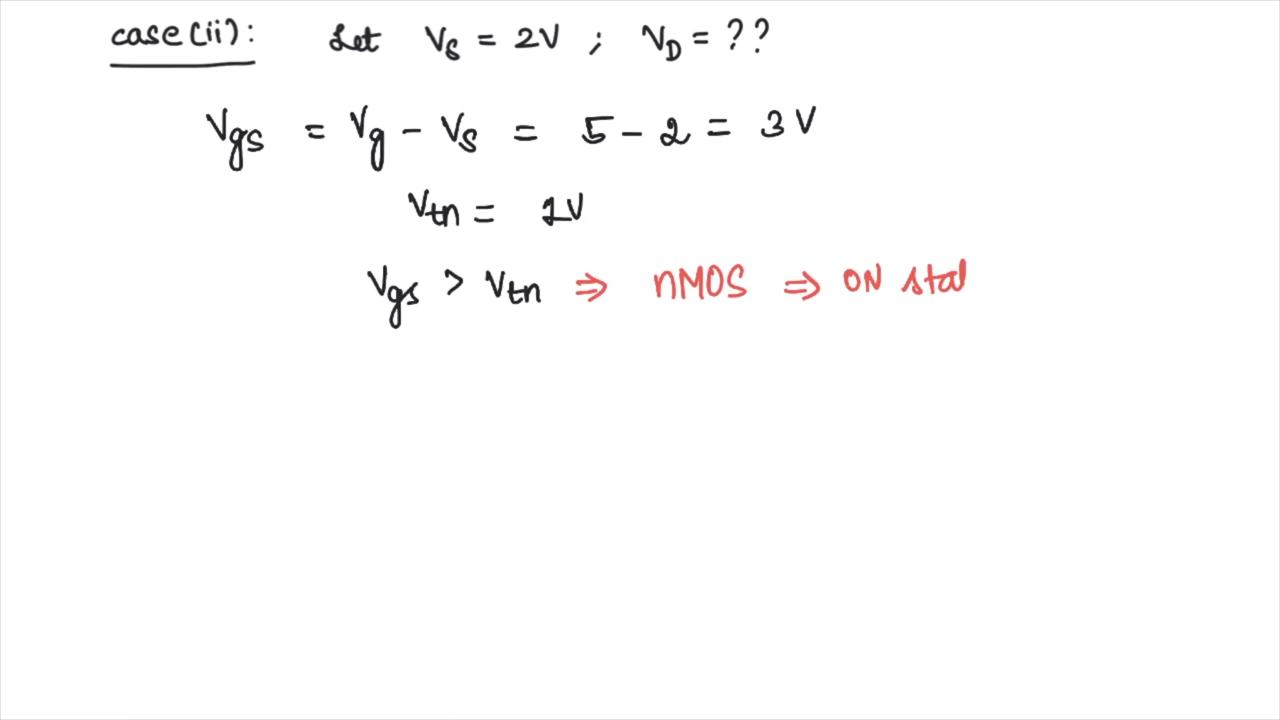 case(ii): Let Vs = 2V ; VD = ??
Vgs = Vg - Vs = 5 - 2 = 3V
Vtn = 1V
Vgs > Vtn ⇒ nMOS ⇒ ON stat